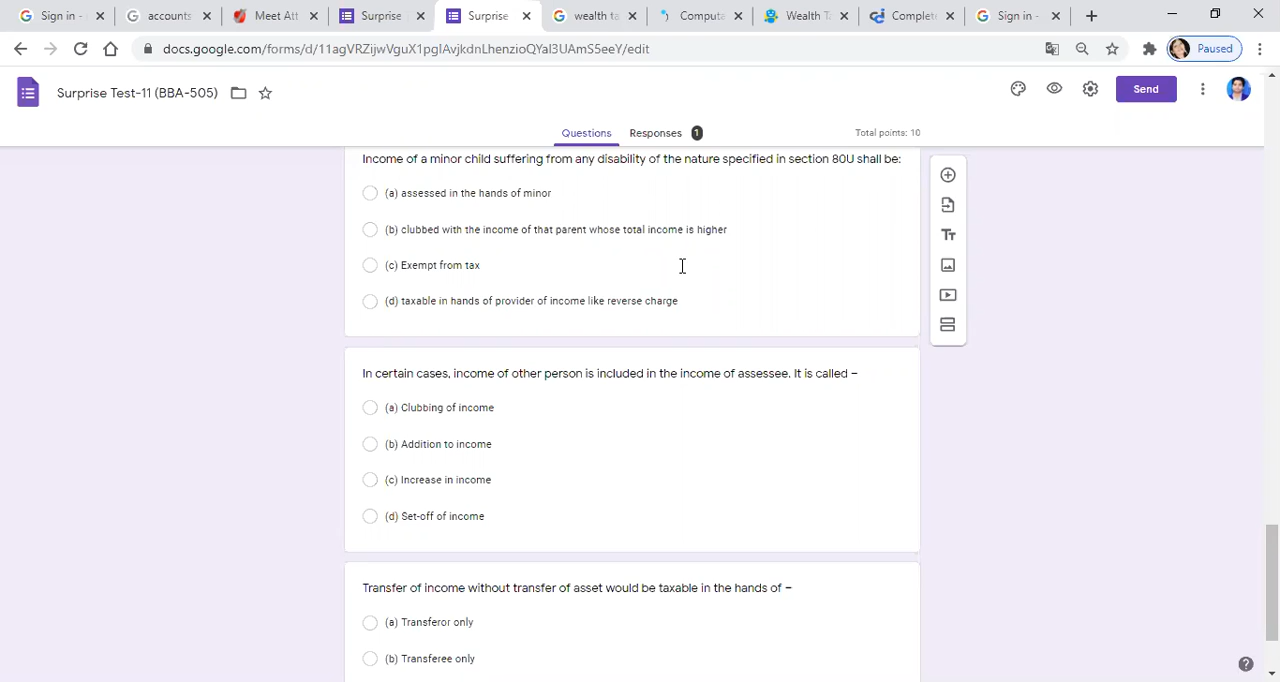 Sign in -
accounts
Meet Att
Surprise
Surprise
wealth ta
Computa
Wealth T
Complete
Sign in -
docs.google.com/forms/d/11agVRZijwVguX1pgIAvjkdnLhenzioQYaI3UAmS5eeY/edit
Paused
Surprise Test-11 (BBA-505)
Send
Questions
Responses 1
Total points: 10
Income of a minor child suffering from any disability of the nature specified in section 80U shall be:
(a) assessed in the hands of minor
(b) clubbed with the income of that parent whose total income is higher
(c) Exempt from tax
(d) taxable in hands of provider of income like reverse charge
In certain cases, income of other person is included in the income of assessee. It is called –
(a) Clubbing of income
(b) Addition to income
(c) Increase in income
(d) Set-off of income
Transfer of income without transfer of asset would be taxable in the hands of –
(a) Transferor only
(b) Transferee only